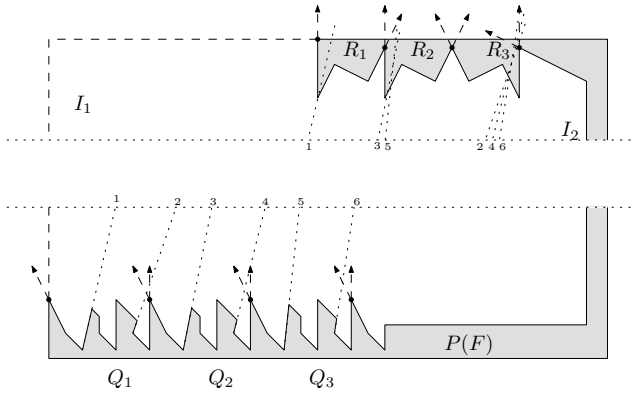 R₁ R₂ R₃
I₁
I₂
1 3 5 2 4 6
1 2 3 4 5 6
P(F)
Q₁ Q₂ Q₃